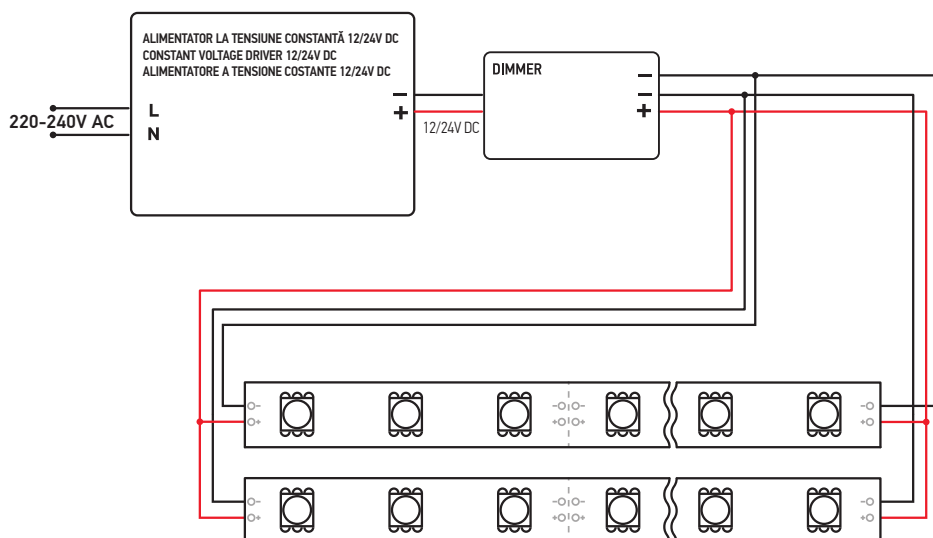 ALIMENTATOR LA TENSIUNE CONSTANTĂ 12/24V DC
CONSTANT VOLTAGE DRIVER 12/24V DC
ALIMENTATORE A TENSIONE COSTANTE 12/24V DC
220-240V AC
L
N
−
+
12/24V DC
DIMMER
−
−
+
− −− −
+ ++ +
− −− −
+ ++ +